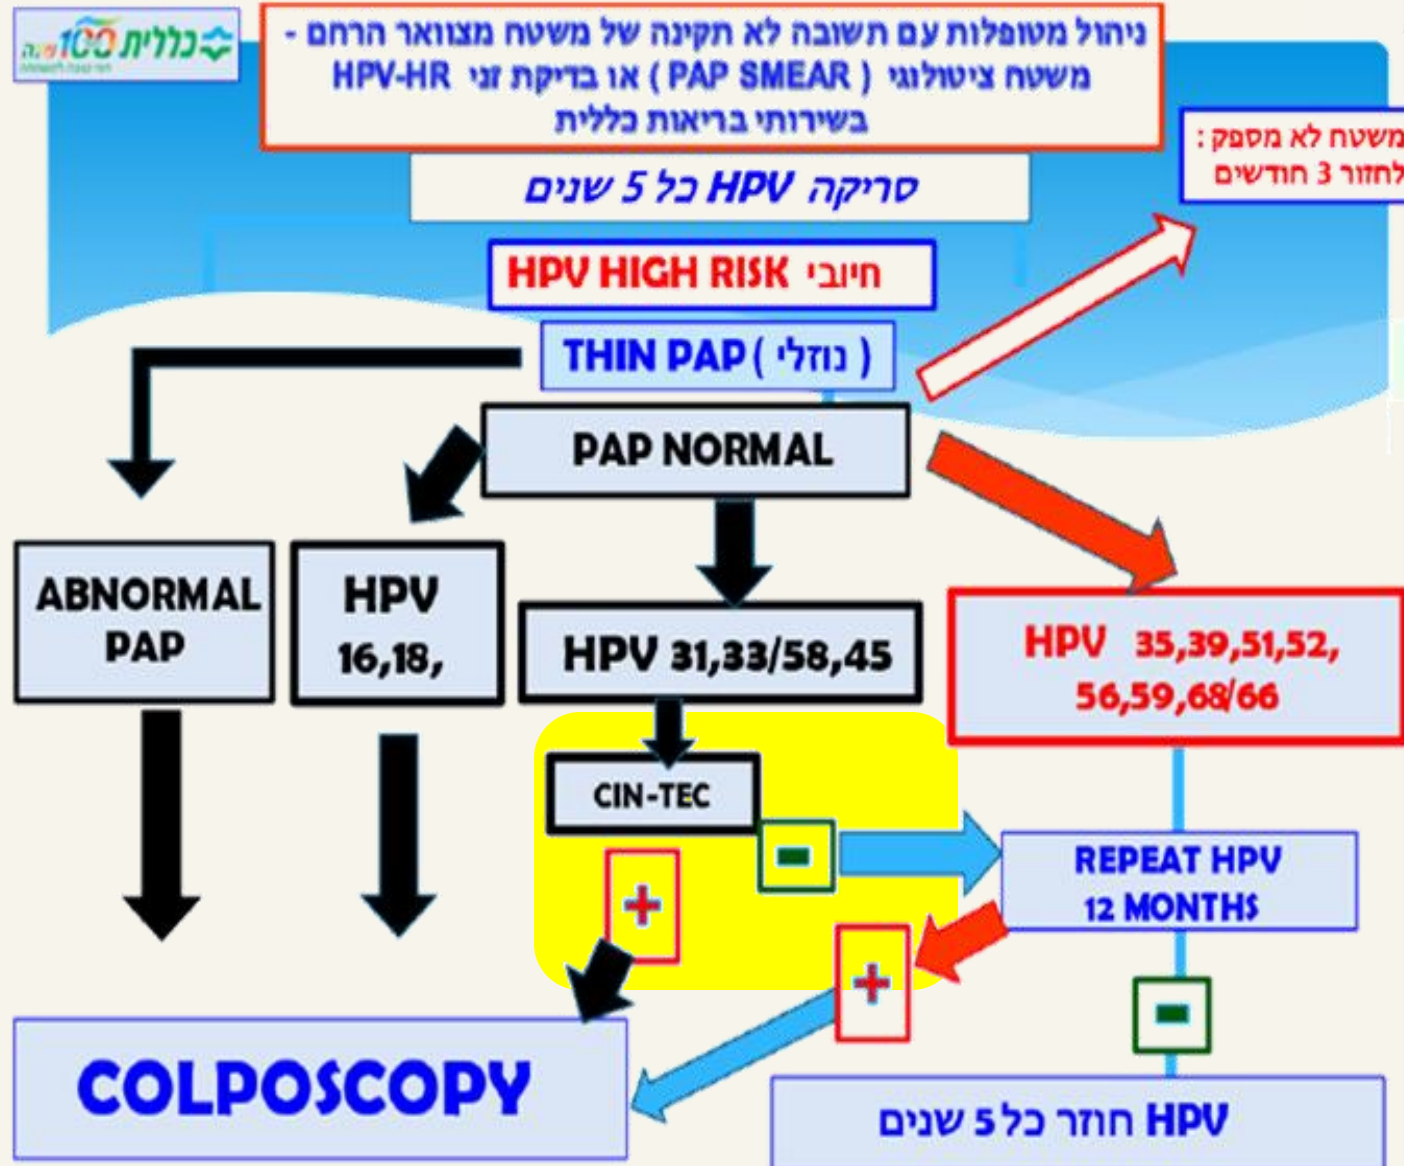 כללית 100 שנה
ניהול מטופלות עם תשובה לא תקינה של משטח מצוואר הרחם -
משטח ציטולוגי ( PAP SMEAR ) או בדיקת זני HPV-HR
בשירותי בריאות כללית
משטח לא מספק :
לחזור 3 חודשים
סריקה HPV כל 5 שנים
חיובי HPV HIGH RISK
THIN PAP ( נוזלי )
PAP NORMAL
ABNORMAL
PAP
HPV
16,18,
HPV 31,33/58,45
HPV 35,39,51,52,
56,59,68/66
CIN-TEC
-
+
REPEAT HPV
12 MONTHS
+
-
COLPOSCOPY
HPV חוזר כל 5 שנים